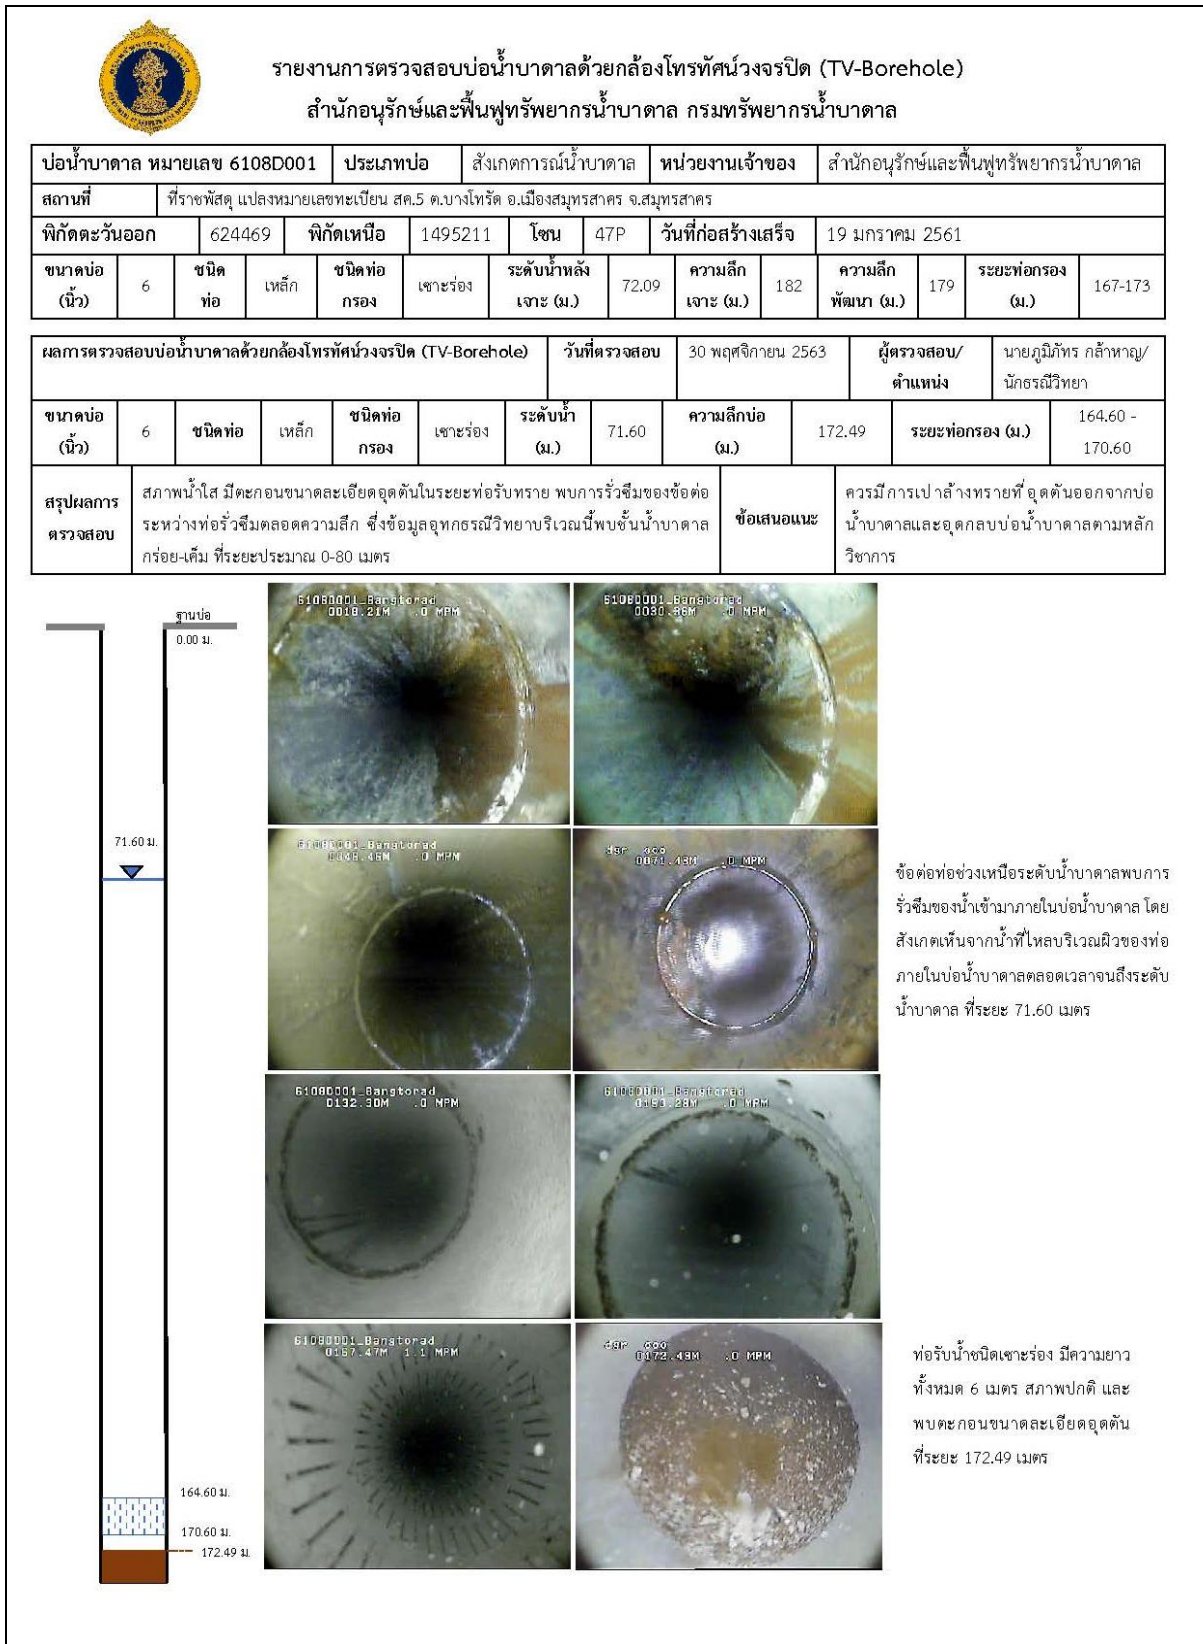 รายงานการตรวจสอบบ่อน้ำบาดาลด้วยกล้องโทรทัศน์วงจรปิด (TV-Borehole)
สำนักอนุรักษ์และฟื้นฟูทรัพยากรน้ำบาดาล กรมทรัพยากรน้ำบาดาล
บ่อน้ำบาดาล หมายเลข 6108D001 ประเภทบ่อ สังเกตการณ์น้ำบาดาล หน่วยงานเจ้าของ สำนักอนุรักษ์และฟื้นฟูทรัพยากรน้ำบาดาล
สถานที่ ที่ราชพัสดุ แปลงหมายเลขทะเบียน สค.5 ต.บางโทรัด อ.เมืองสมุทรสาคร จ.สมุทรสาคร
พิกัดตะวันออก 624469 พิกัดเหนือ 1495211 โซน 47P วันที่ก่อสร้างเสร็จ 19 มกราคม 2561
ขนาดบ่อ (นิ้ว) 6 ชนิดท่อ เหล็ก ชนิดท่อกรอง เซาะร่อง ระดับน้ำหลังเจาะ (ม.) 72.09 ความลึกเจาะ (ม.) 182 ความลึกพัฒนา (ม.) 179 ระยะท่อกรอง (ม.) 167-173
ผลการตรวจสอบบ่อน้ำบาดาลด้วยกล้องโทรทัศน์วงจรปิด (TV-Borehole) วันที่ตรวจสอบ 30 พฤศจิกายน 2563 ผู้ตรวจสอบ/ตำแหน่ง นายภูมิภัทร กล้าหาญ/นักธรณีวิทยา
ขนาดบ่อ (นิ้ว) 6 ชนิดท่อ เหล็ก ชนิดท่อกรอง เซาะร่อง ระดับน้ำ (ม.) 71.60 ความลึกบ่อ (ม.) 172.49 ระยะท่อกรอง (ม.) 164.60 - 170.60
สรุปผลการตรวจสอบ
สภาพน้ำใส มีตะกอนขนาดละเอียดอุดตันในระยะท่อรับทราย พบการรั่วซึมของข้อต่อ
ระหว่างท่อรั่วซึมตลอดความลึก ซึ่งข้อมูลอุทกธรณีวิทยาบริเวณนี้พบชั้นน้ำบาดาล
กร่อย-เค็ม ที่ระยะประมาณ 0-80 เมตร
ข้อเสนอแนะ
ควรมีการเป่าล้างทรายที่อุดตันออกจากบ่อ
น้ำบาดาลและอุดกลบบ่อน้ำบาดาลตามหลัก
วิชาการ
ฐานบ่อ
0.00 ม.
61080001_Bangtorad
0018.21M .0 MPM
61080001_Bangtorad
0030.86M .0 MPM
71.60 ม.
61080001_Bangtorad
0048.46M .0 MPM
dgr oco
0071.43M .0 MPM
ข้อต่อท่อช่วงเหนือระดับน้ำบาดาลพบการ
รั่วซึมของน้ำเข้ามาภายในบ่อน้ำบาดาล โดย
สังเกตเห็นจากน้ำที่ไหลบริเวณผิวของท่อ
ภายในบ่อน้ำบาดาลตลอดเวลาจนถึงระดับ
น้ำบาดาล ที่ระยะ 71.60 เมตร
61080001_Bangtorad
0132.30M .0 MPM
61080001_Bangtorad
.0 MPM
61080001_Bangtorad
0167.47M 1.1 MPM
dgr oco
0172.49M .0 MPM
ท่อรับน้ำชนิดเซาะร่อง มีความยาว
ทั้งหมด 6 เมตร สภาพปกติ และ
พบตะกอนขนาดละเอียดอุดตัน
ที่ระยะ 172.49 เมตร
164.60 ม.
170.60 ม.
172.49 ม.